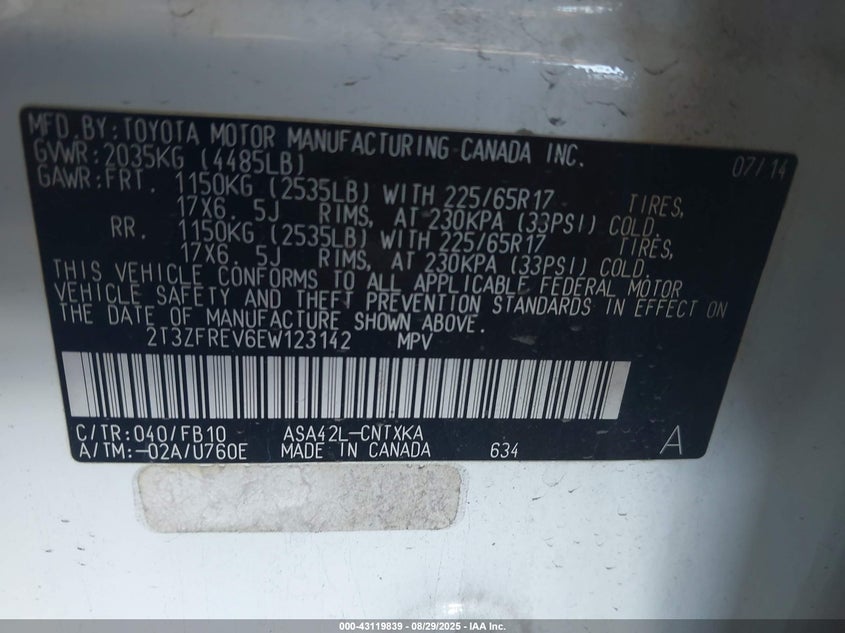 MFD.BY:TOYOTA MOTOR MANUFACTURING CANADA INC. 07/14
GVWR:2035KG (4485LB)
GAWR:FRT. 1150KG (2535LB) WITH 225/65R17 TIRES,
17X6. 5J RIMS, AT 230KPA (33PSI) COLD.
RR. 1150KG (2535LB) WITH 225/65R17 TIRES,
17X6. 5J RIMS, AT 230KPA (33PSI) COLD.
THIS VEHICLE CONFORMS TO ALL APPLICABLE FEDERAL MOTOR
VEHICLE SAFETY AND THEFT PREVENTION STANDARDS IN EFFECT ON
THE DATE OF MANUFACTURE SHOWN ABOVE.
2T3ZFREV6EW123142 MPV
C/TR:040/FB10 ASA42L-CNTXKA
A/TM:-02A/U760E MADE IN CANADA 634 A
000-43119839 - 08/29/2025 - IAA Inc.